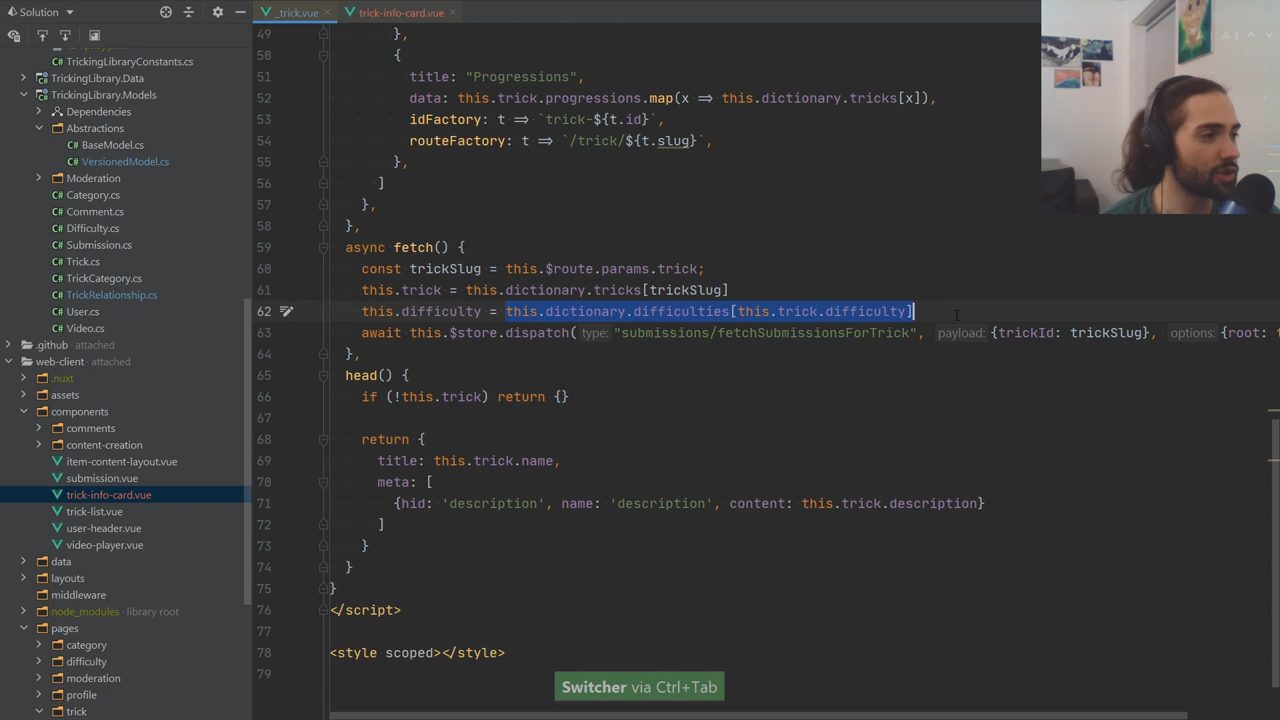 Solution
_trick.vue
trick-info-card.vue
TrickingLibraryConstants.cs
TrickingLibrary.Data
TrickingLibrary.Models
Dependencies
Abstractions
BaseModel.cs
VersionedModel.cs
Moderation
Category.cs
Comment.cs
Difficulty.cs
Submission.cs
Trick.cs
TrickCategory.cs
TrickRelationship.cs
User.cs
Video.cs
.github attached
web-client attached
.nuxt
assets
components
comments
content-creation
item-content-layout.vue
submission.vue
trick-info-card.vue
trick-list.vue
user-header.vue
video-player.vue
data
layouts
middleware
node_modules library root
pages
category
difficulty
moderation
profile
trick
49 },
50 {
51 title: "Progressions",
52 data: this.trick.progressions.map(x => this.dictionary.tricks[x]),
53 idFactory: t => `trick-${t.id}`,
54 routeFactory: t => `/trick/${t.slug}`,
55 },
56 ]
57 },
58 },
59 async fetch() {
60 const trickSlug = this.$route.params.trick;
61 this.trick = this.dictionary.tricks[trickSlug]
62 this.difficulty = this.dictionary.difficulties[this.trick.difficulty]
63 await this.$store.dispatch( type: "submissions/fetchSubmissionsForTrick", payload: {trickId: trickSlug}, options: {root: t
64 },
65 head() {
66 if (!this.trick) return {}
67
68 return {
69 title: this.trick.name,
70 meta: [
71 {hid: 'description', name: 'description', content: this.trick.description}
72 ]
73 }
74 }
75 }
76 </script>
77
78 <style scoped></style>
79
Switcher via Ctrl+Tab